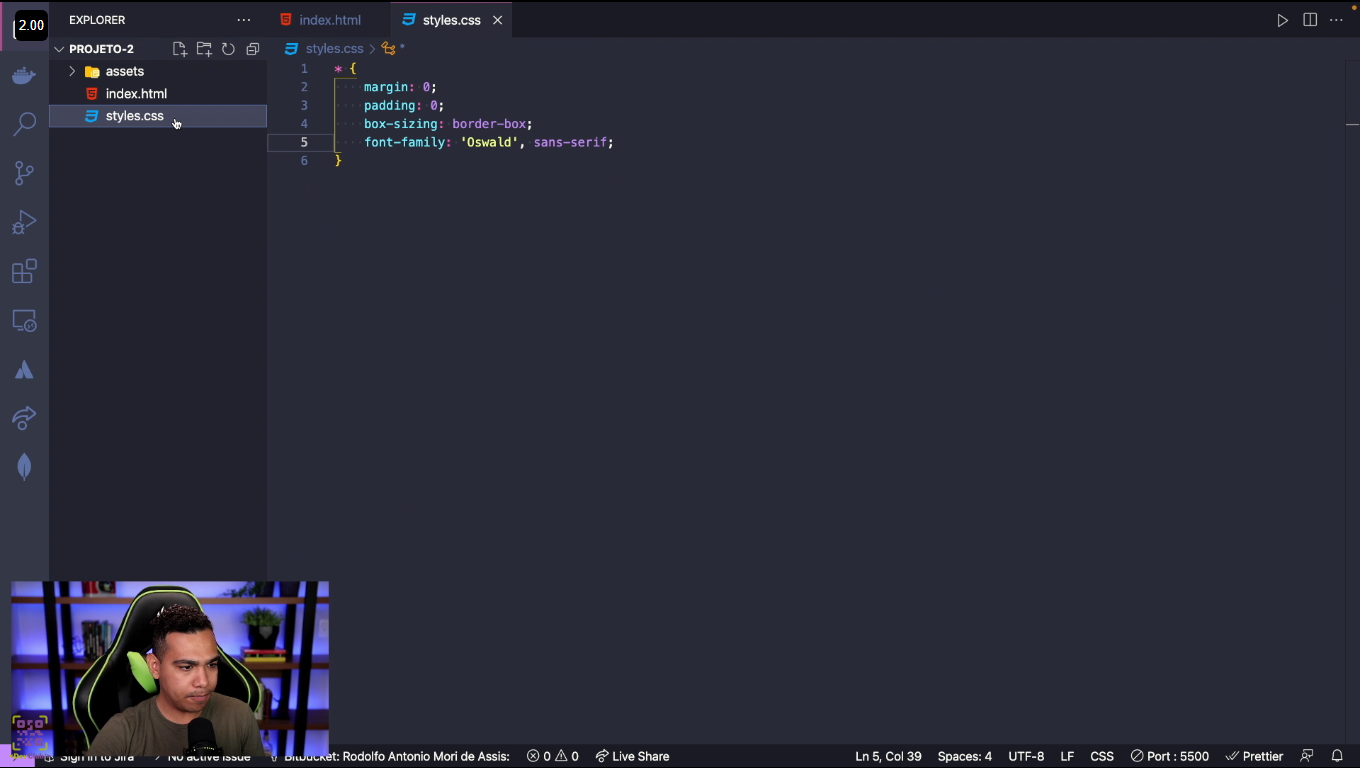 2.00
EXPLORER
index.html
styles.css
PROJETO-2
styles.css > *
assets
index.html
styles.css
1 * {
2 margin: 0;
3 padding: 0;
4 box-sizing: border-box;
5 font-family: 'Oswald', sans-serif;
6 }
Sign in to Jira
No active issue
Bitbucket: Rodolfo Antonio Mori de Assis:
0
0
Live Share
Ln 5, Col 39
Spaces: 4
UTF-8
LF
CSS
Port : 5500
Prettier